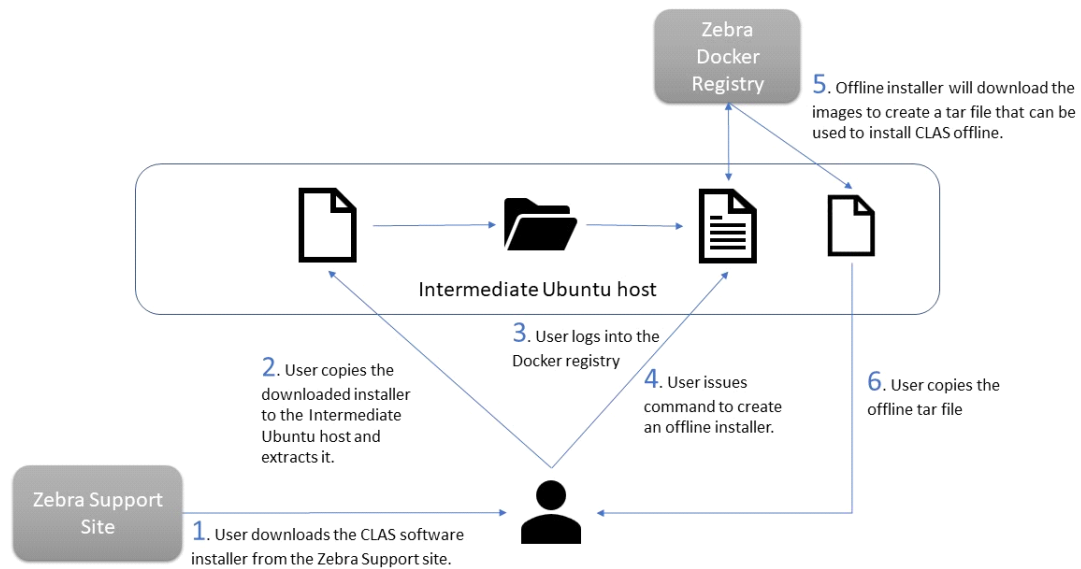 Zebra
Docker
Registry
5. Offline installer will download the
images to create a tar file that can be
used to install CLAS offline.
Intermediate Ubuntu host
3. User logs into the
Docker registry
2. User copies the
downloaded installer
to the Intermediate
Ubuntu host and
extracts it.
4. User issues
command to create
an offline installer.
6. User copies the
offline tar file
Zebra Support
Site
1. User downloads the CLAS software
installer from the Zebra Support site.